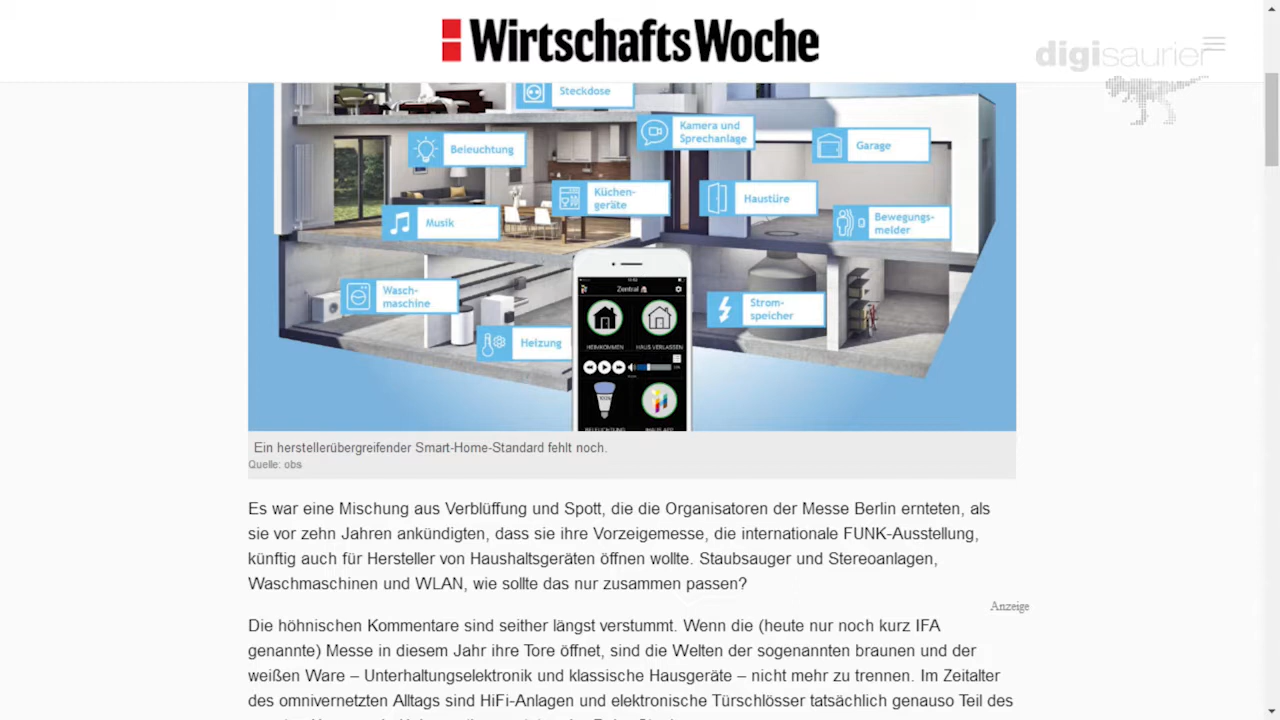 WirtschaftsWoche
digisaurier
Steckdose
Kamera und
Sprechanlage
Beleuchtung
Garage
Küchen-
geräte
Haustüre
Musik
Bewegungs-
melder
Wasch-
maschine
Zentral
Strom-
speicher
Heizung
HEIMKOMMEN
HAUS VERLASSEN
Ein herstellerübergreifender Smart-Home-Standard fehlt noch.
Quelle: obs
Es war eine Mischung aus Verblüffung und Spott, die die Organisatoren der Messe Berlin ernteten, als
sie vor zehn Jahren ankündigten, dass sie ihre Vorzeigemesse, die internationale FUNK-Ausstellung,
künftig auch für Hersteller von Haushaltsgeräten öffnen wollte. Staubsauger und Stereoanlagen,
Waschmaschinen und WLAN, wie sollte das nur zusammen passen?
Anzeige
Die höhnischen Kommentare sind seither längst verstummt. Wenn die (heute nur noch kurz IFA
genannte) Messe in diesem Jahr ihre Tore öffnet, sind die Welten der sogenannten braunen und der
weißen Ware – Unterhaltungselektronik und klassische Hausgeräte – nicht mehr zu trennen. Im Zeitalter
des omnivernetzten Alltags sind HiFi-Anlagen und elektronische Türschlösser tatsächlich genauso Teil des